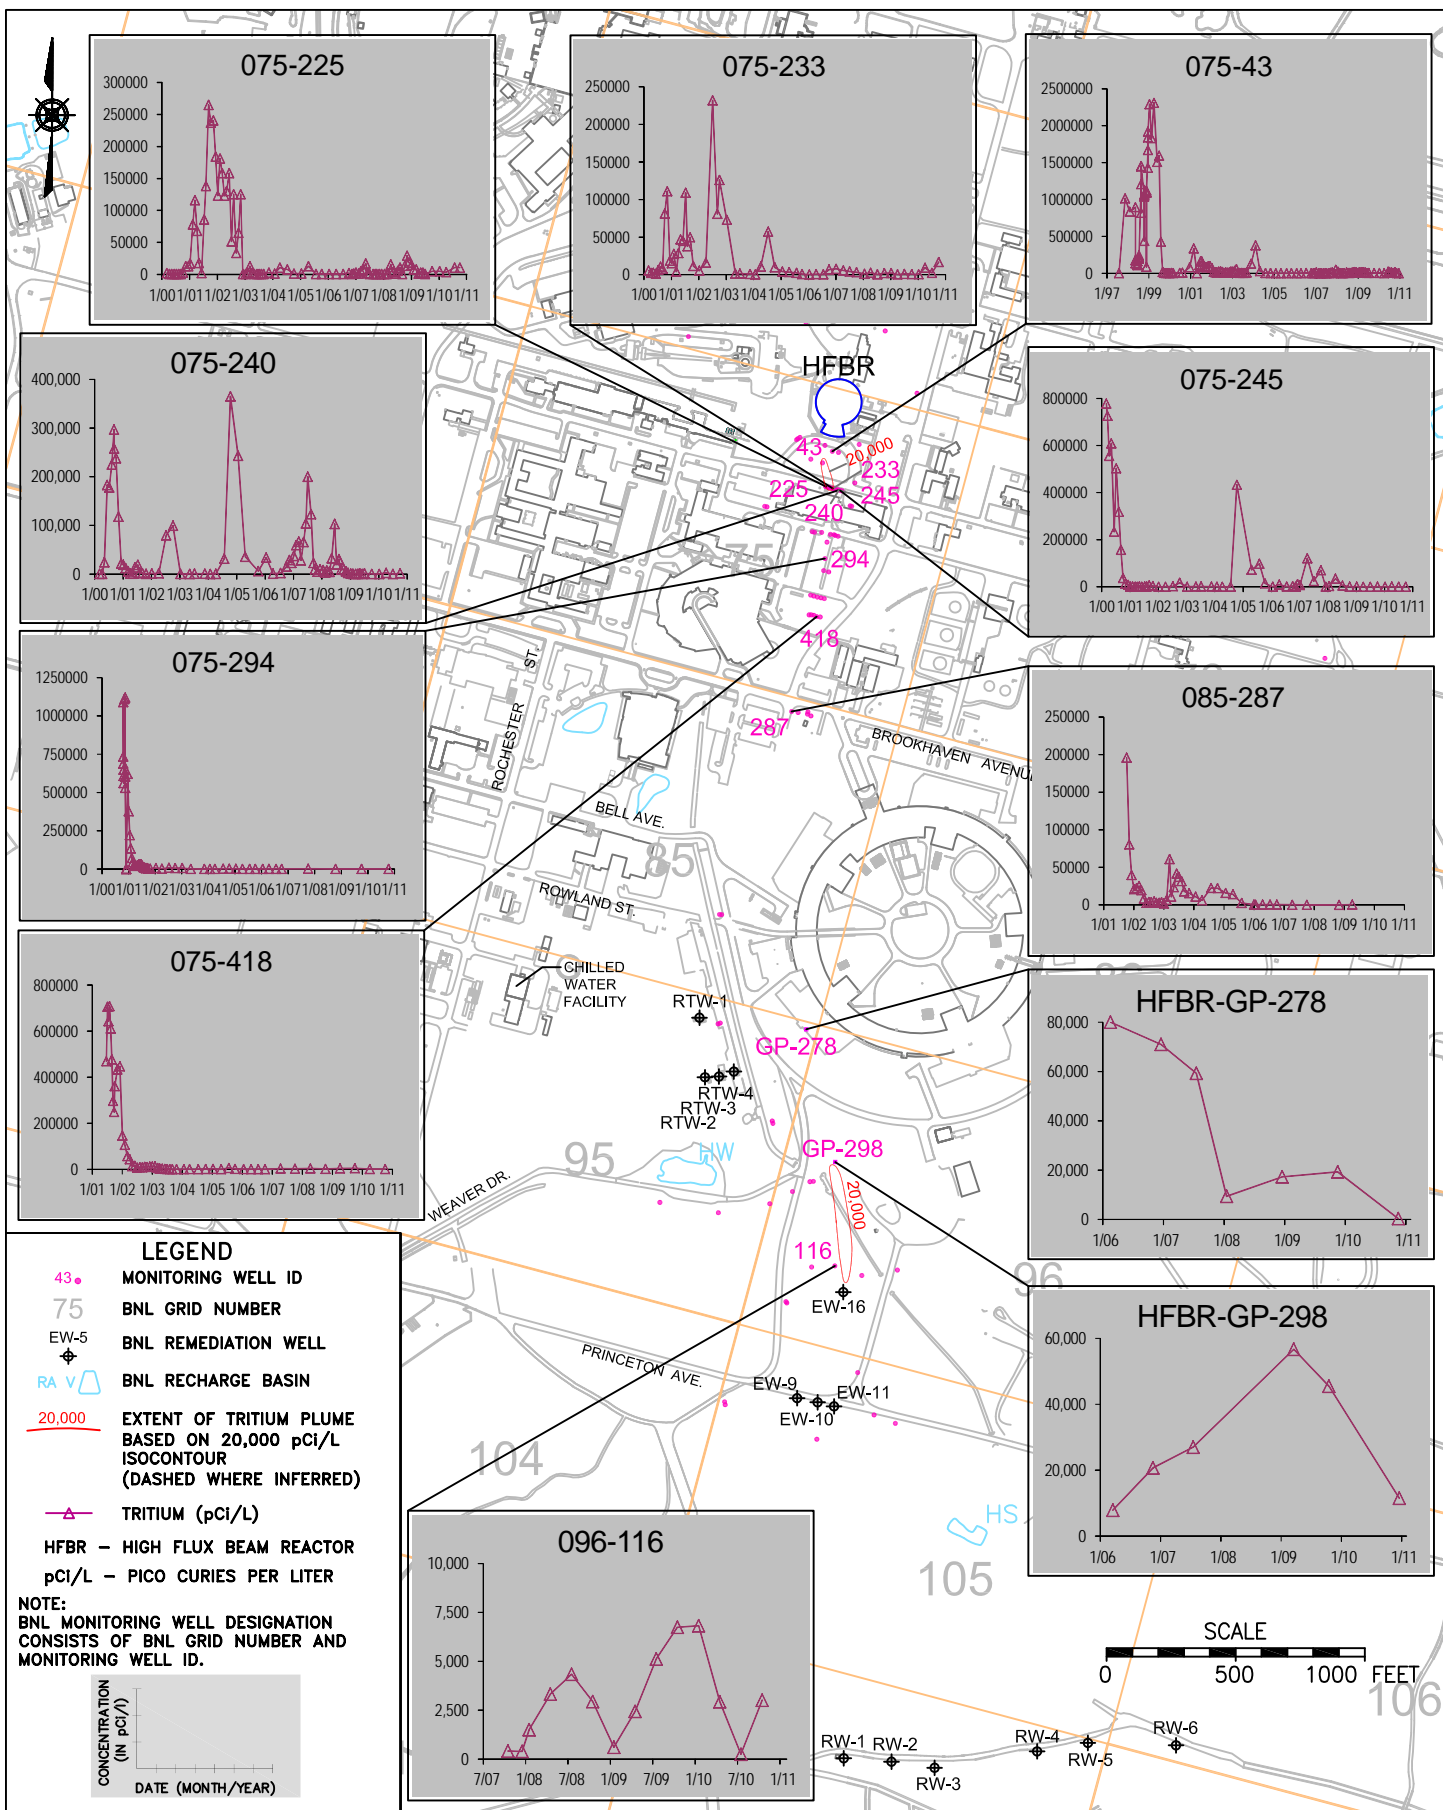 075-225
300000
250000
200000
150000
100000
50000
0
1/00 1/01 1/02 1/03 1/04 1/05 1/06 1/07 1/08 1/09 1/10 1/11
075-233
250000
200000
150000
100000
50000
0
1/00 1/01 1/02 1/03 1/04 1/05 1/06 1/07 1/08 1/09 1/10 1/11
075-43
2500000
2000000
1500000
1000000
500000
0
1/97 1/99 1/01 1/03 1/05 1/07 1/09 1/11
075-240
400,000
300,000
200,000
100,000
0
1/00 1/01 1/02 1/03 1/04 1/05 1/06 1/07 1/08 1/09 1/10 1/11
HFBR
43
20,000
233
225
245
240
75
294
418
287
075-245
800000
600000
400000
200000
0
1/00 1/01 1/02 1/03 1/04 1/05 1/06 1/07 1/08 1/09 1/10 1/11
075-294
1250000
1000000
750000
500000
250000
0
1/00 1/01 1/02 1/03 1/04 1/05 1/06 1/07 1/08 1/09 1/10 1/11
ROCHESTER ST.
BROOKHAVEN AVENU
BELL AVE.
85
ROWLAND ST.
085-287
250000
200000
150000
100000
50000
0
1/01 1/02 1/03 1/04 1/05 1/06 1/07 1/08 1/09 1/10 1/11
075-418
800000
600000
400000
200000
0
1/01 1/02 1/03 1/04 1/05 1/06 1/07 1/08 1/09 1/10 1/11
CHILLED
WATER
FACILITY
RTW-1
GP-278
RTW-4
RTW-3
RTW-2
95
HW
GP-298
20,000
WEAVER DR.
116
96
EW-16
HFBR-GP-278
80,000
60,000
40,000
20,000
0
1/06 1/07 1/08 1/09 1/10 1/11
LEGEND
43 MONITORING WELL ID
75 BNL GRID NUMBER
EW-5
BNL REMEDIATION WELL
RA V BNL RECHARGE BASIN
20,000 EXTENT OF TRITIUM PLUME
BASED ON 20,000 pCi/L
ISOCONTOUR
(DASHED WHERE INFERRED)
TRITIUM (pCi/L)
HFBR – HIGH FLUX BEAM REACTOR
pCi/L – PICO CURIES PER LITER
NOTE:
BNL MONITORING WELL DESIGNATION
CONSISTS OF BNL GRID NUMBER AND
MONITORING WELL ID.
CONCENTRATION
(IN pCi/l)
DATE (MONTH/YEAR)
PRINCETON AVE.
EW-9
EW-11
EW-10
104
HS
105
HFBR-GP-298
60,000
40,000
20,000
0
1/06 1/07 1/08 1/09 1/10 1/11
096-116
10,000
7,500
5,000
2,500
0
7/07 1/08 7/08 1/09 7/09 1/10 7/10 1/11
SCALE
0 500 1000 FEET
106
RW-1
RW-2
RW-3
RW-4
RW-5
RW-6